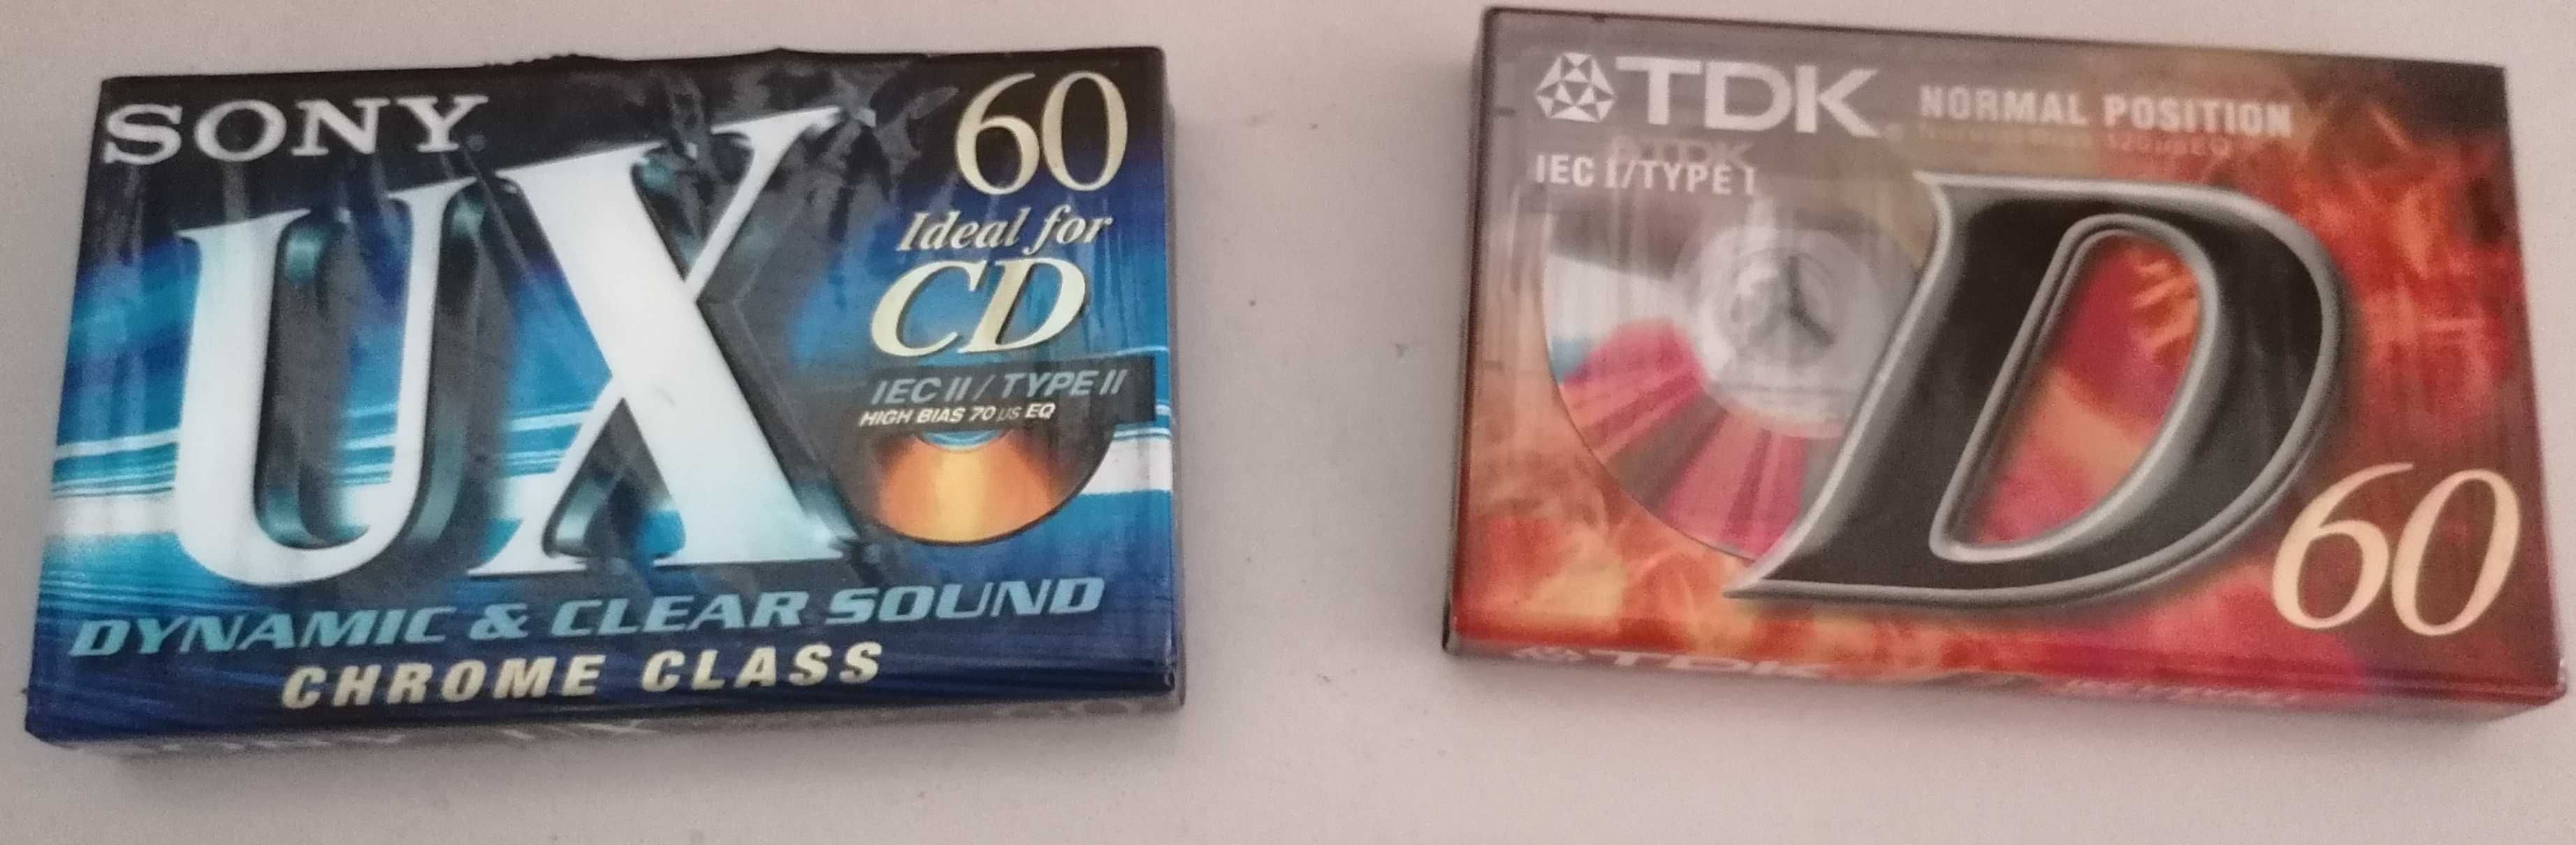 SONY
60
UX
Ideal for
CD
IEC II / TYPE II
HIGH BIAS 70 µs EQ
DYNAMIC & CLEAR SOUND
CHROME CLASS
TDK
NORMAL POSITION
IEC I/TYPE I
D
60
TDK